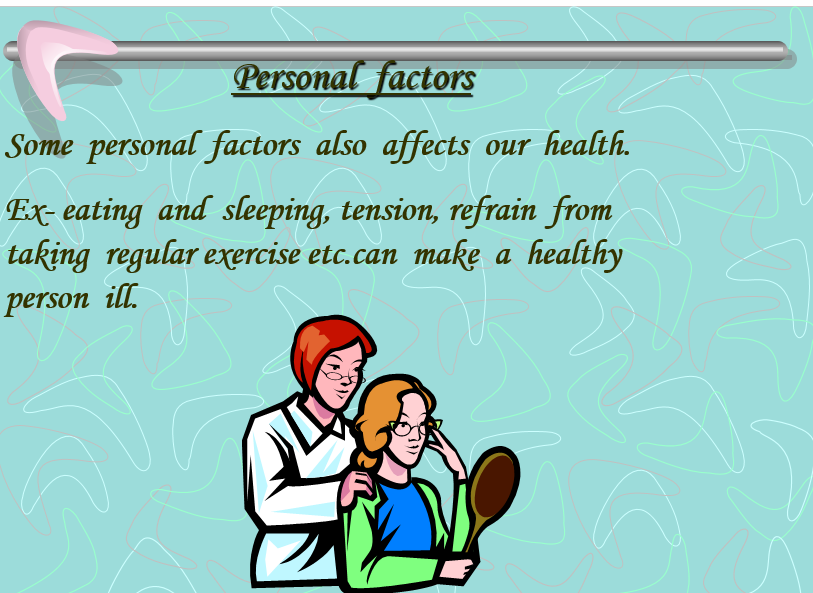 Personal factors
Some personal factors also affects our health.
Ex- eating and sleeping, tension, refrain from
taking regular exercise etc.can make a healthy
person ill.